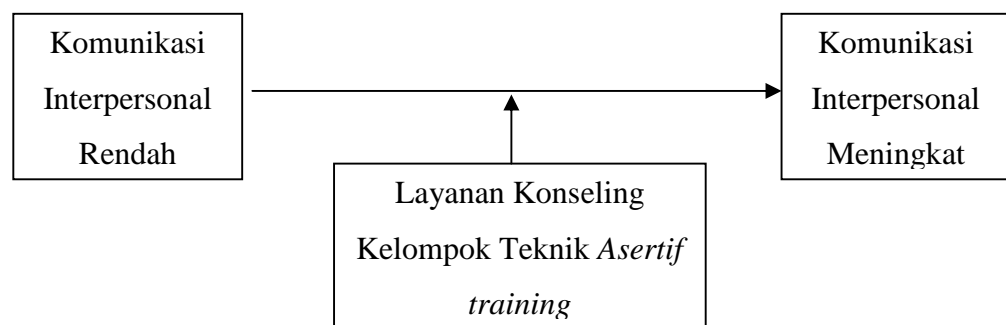 Komunikasi
Interpersonal
Rendah
Komunikasi
Interpersonal
Meningkat
Layanan Konseling
Kelompok Teknik Asertif
training